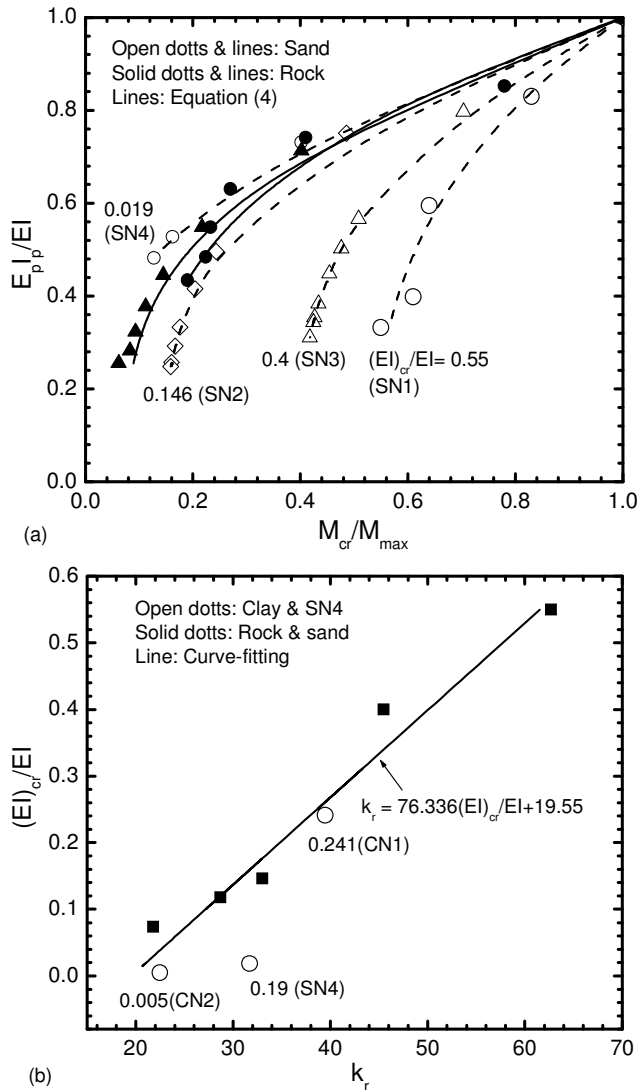 1.0
0.8
0.6
0.4
0.2
0.0
E_pI_p/EI
Open dotts & lines: Sand
Solid dotts & lines: Rock
Lines: Equation (4)
0.019
(SN4)
0.146 (SN2)
0.4 (SN3)
(EI)_cr/EI= 0.55
(SN1)
0.0 0.2 0.4 0.6 0.8 1.0
M_cr/M_max
(a)
0.6
0.5
0.4
0.3
0.2
0.1
0.0
(EI)_cr/EI
Open dotts: Clay & SN4
Solid dotts: Rock & sand
Line: Curve-fitting
k_r = 76.336(EI)_cr/EI+19.55
0.241(CN1)
0.19 (SN4)
0.005(CN2)
20 30 40 50 60 70
k_r
(b)